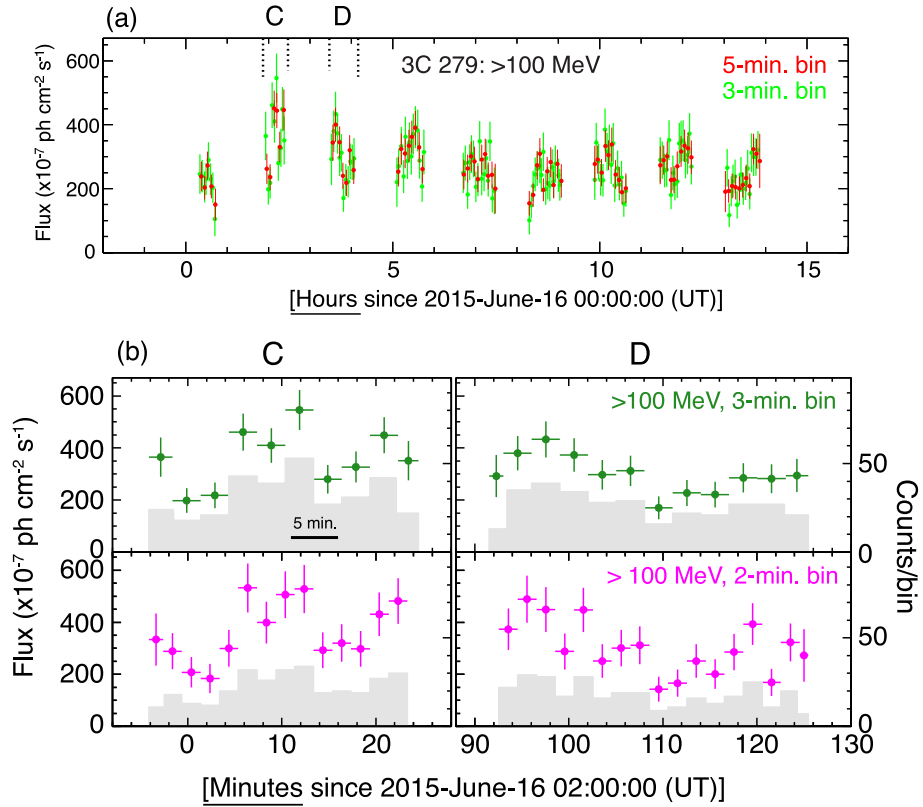 (a)
C D
3C 279: >100 MeV
5-min. bin
3-min. bin
Flux (x10⁻⁷ ph cm⁻² s⁻¹)
600
400
200
0
0 5 10 15
[Hours since 2015-June-16 00:00:00 (UT)]
(b)
C D
>100 MeV, 3-min. bin
600
400
200
0
5 min.
50
0
> 100 MeV, 2-min. bin
600
400
200
0
50
0
Flux (x10⁻⁷ ph cm⁻² s⁻¹)
Counts/bin
0 10 20 90 100 110 120 130
[Minutes since 2015-June-16 02:00:00 (UT)]